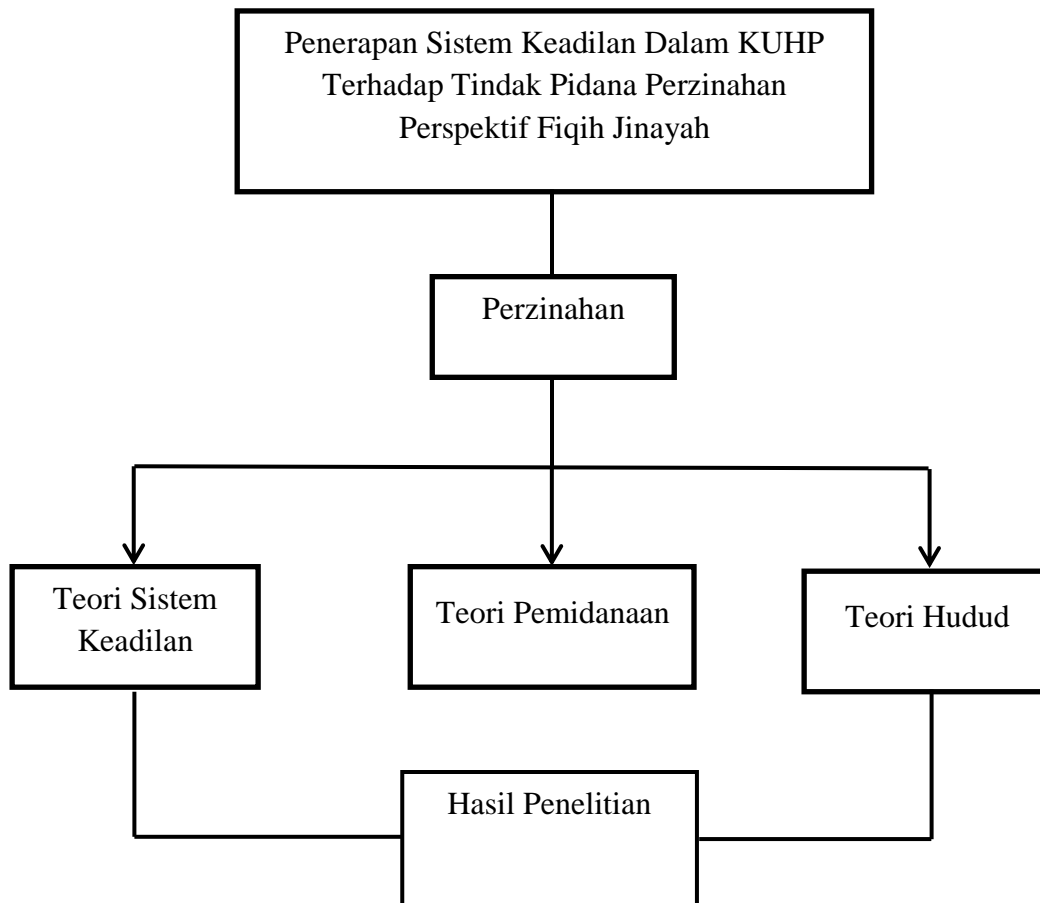 Penerapan Sistem Keadilan Dalam KUHP
Terhadap Tindak Pidana Perzinahan
Perspektif Fiqih Jinayah
Perzinahan
Teori Sistem
Keadilan
Teori Pemidanaan
Teori Hudud
Hasil Penelitian